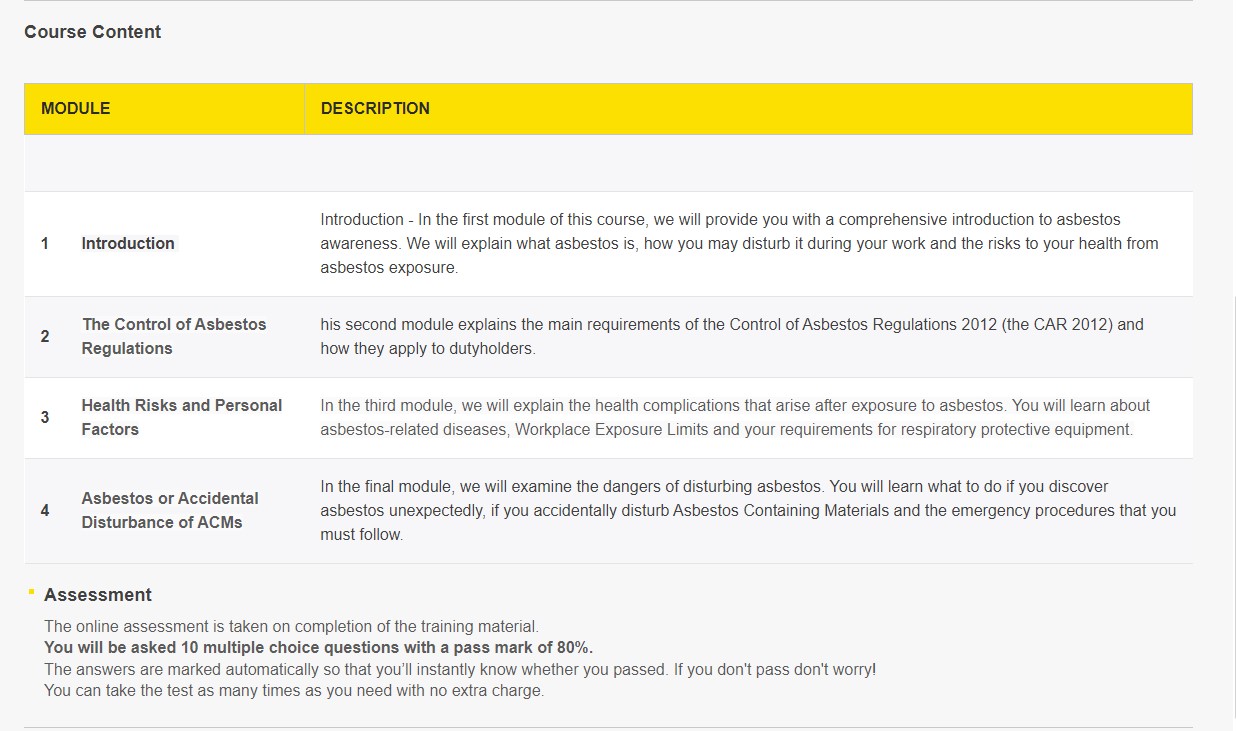 Course Content
MODULE DESCRIPTION
1 Introduction
Introduction - In the first module of this course, we will provide you with a comprehensive introduction to asbestos
awareness. We will explain what asbestos is, how you may disturb it during your work and the risks to your health from
asbestos exposure.
2 The Control of Asbestos
Regulations
his second module explains the main requirements of the Control of Asbestos Regulations 2012 (the CAR 2012) and
how they apply to dutyholders.
3 Health Risks and Personal
Factors
In the third module, we will explain the health complications that arise after exposure to asbestos. You will learn about
asbestos-related diseases, Workplace Exposure Limits and your requirements for respiratory protective equipment.
4 Asbestos or Accidental
Disturbance of ACMs
In the final module, we will examine the dangers of disturbing asbestos. You will learn what to do if you discover
asbestos unexpectedly, if you accidentally disturb Asbestos Containing Materials and the emergency procedures that you
must follow.
Assessment
The online assessment is taken on completion of the training material.
You will be asked 10 multiple choice questions with a pass mark of 80%.
The answers are marked automatically so that you’ll instantly know whether you passed. If you don't pass don't worry!
You can take the test as many times as you need with no extra charge.